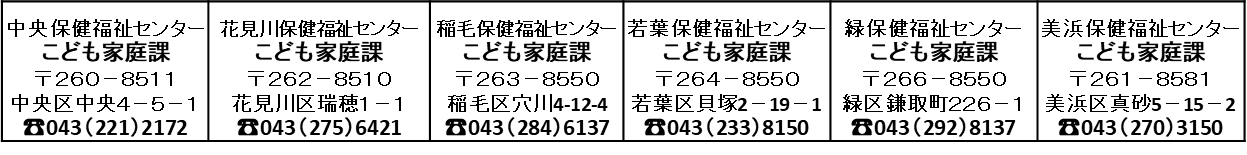 中央保健福祉センター
こども家庭課
〒260－8511
中央区中央4－5－1
☎043（221）2172
花見川保健福祉センター
こども家庭課
〒262－8510
花見川区瑞穂1－1
☎043（275）6421
稲毛保健福祉センター
こども家庭課
〒263－8550
稲毛区穴川4-12-4
☎043（284）6137
若葉保健福祉センター
こども家庭課
〒264－8550
若葉区貝塚2－19－1
☎043（233）8150
緑保健福祉センター
こども家庭課
〒266－8550
緑区鎌取町226－1
☎043（292）8137
美浜保健福祉センター
こども家庭課
〒261－8581
美浜区真砂5－15－2
☎043（270）3150